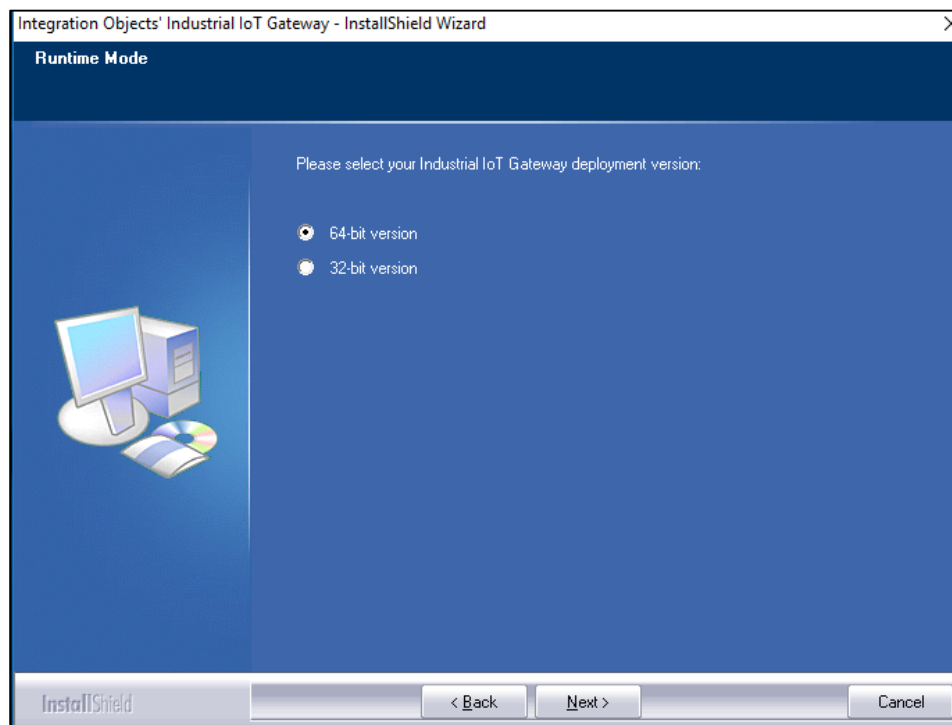 Integration Objects' Industrial IoT Gateway - InstallShield Wizard
Runtime Mode
Please select your Industrial IoT Gateway deployment version:
64-bit version
32-bit version
InstallShield
< Back
Next >
Cancel